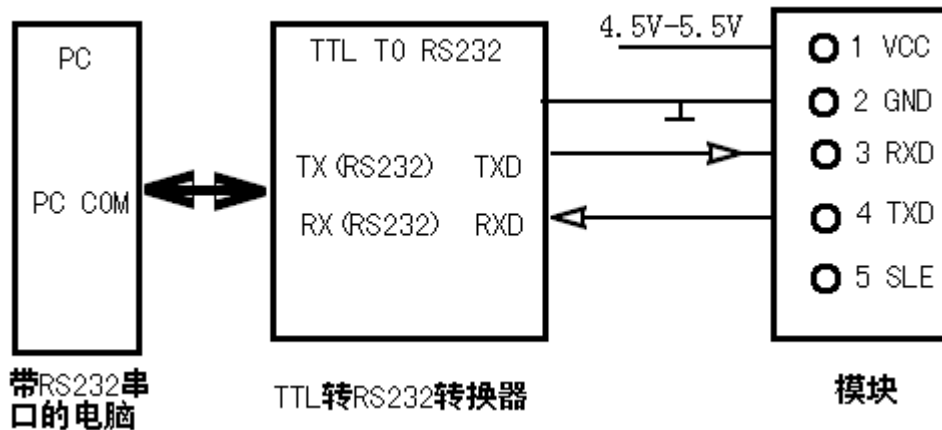 PC
PC COM
带RS232串
口的电脑
TTL TO RS232
TX(RS232) TXD
RX(RS232) RXD
TTL转RS232转换器
4.5V-5.5V
1 VCC
2 GND
3 RXD
4 TXD
5 SLE
模块